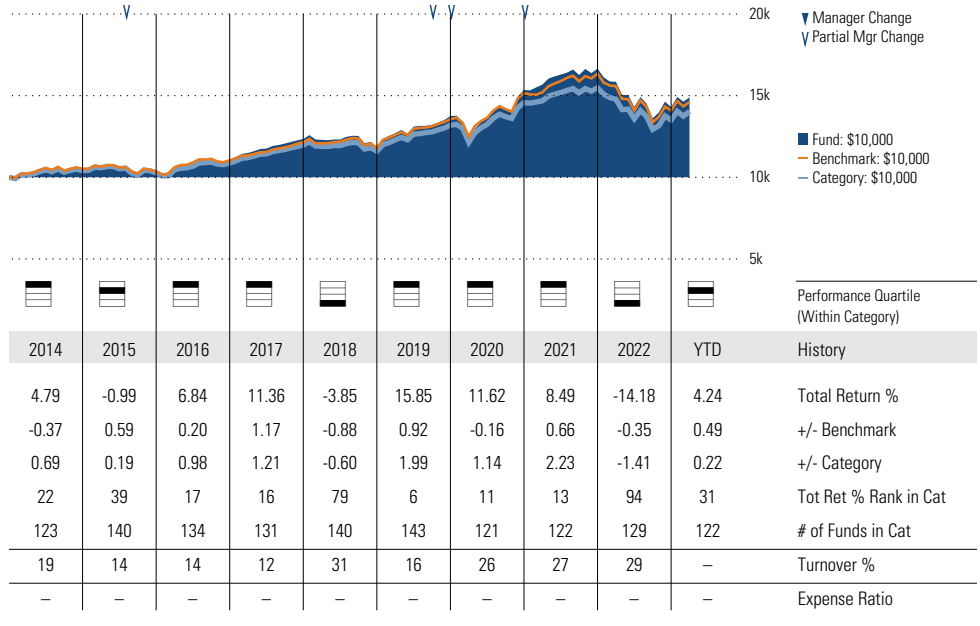 20k
▼ Manager Change
∨ Partial Mgr Change
15k
Fund: $10,000
Benchmark: $10,000
Category: $10,000
10k
5k
Performance Quartile
(Within Category)
2014 2015 2016 2017 2018 2019 2020 2021 2022 YTD History
4.79 -0.99 6.84 11.36 -3.85 15.85 11.62 8.49 -14.18 4.24 Total Return %
-0.37 0.59 0.20 1.17 -0.88 0.92 -0.16 0.66 -0.35 0.49 +/- Benchmark
0.69 0.19 0.98 1.21 -0.60 1.99 1.14 2.23 -1.41 0.22 +/- Category
22 39 17 16 79 6 11 13 94 31 Tot Ret % Rank in Cat
123 140 134 131 140 143 121 122 129 122 # of Funds in Cat
19 14 14 12 31 16 26 27 29 – Turnover %
– – – – – – – – – – Expense Ratio